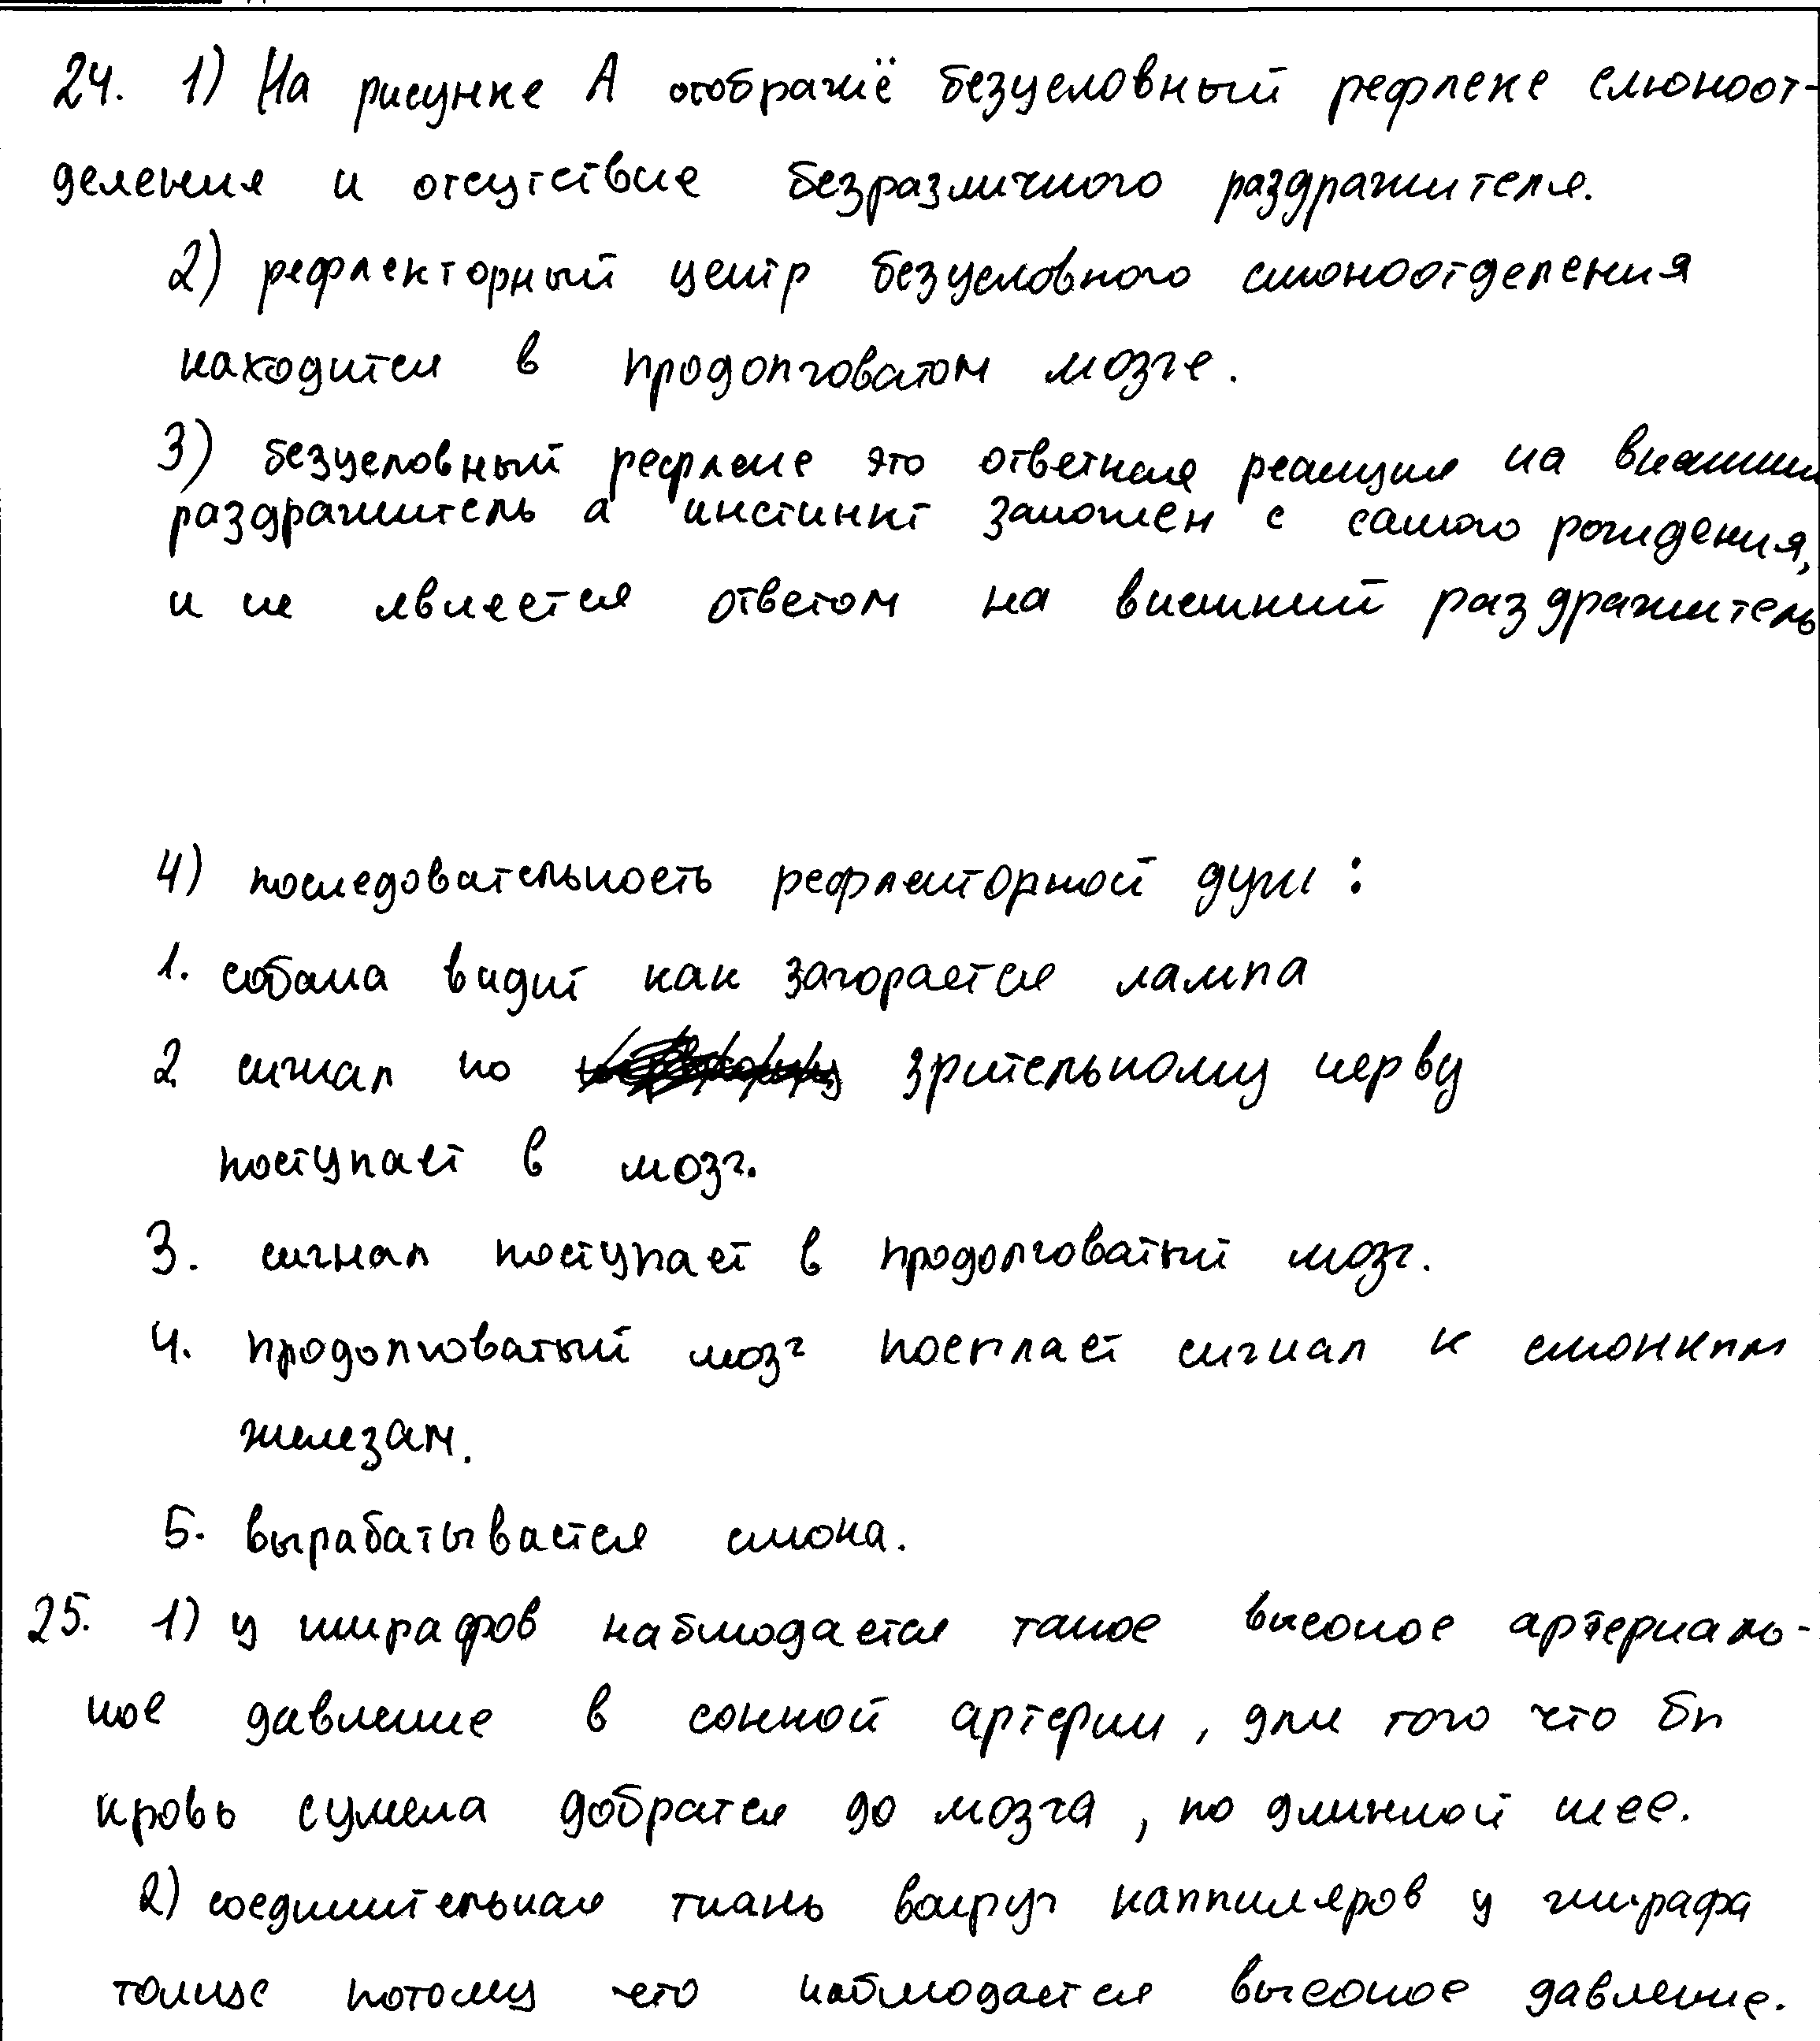 24. 1) На рисунке А отображё безусловный рефлекс слюноот-
деления и отсутствие безразличного раздражителя.
2) рефлекторный центр безусловного слюноотделения
находится в продолговатом мозге.
3) безусловный рефлекс это ответная реакция на внешний
раздражитель а инстинкт заложен с самого рождения,
и не является ответом на внешний раздражитель
4) последовательность рефлекторной дуги:
1. собака видит как загорается лампа
2 сигнал по зрительному нерву
поступает в мозг.
3. сигнал поступает в продолговатый мозг.
4. продолговатый мозг посылает сигнал к слюнным
железам.
5. вырабатывается слюна.
25. 1) у жирафов наблюдается такое высокое артериаль-
ное давление в сонной артерии, для того что бы
кровь сумела добратся до мозга, по длинной шее.
2) соединительная ткань вокруг каппиляров у жирафа
толще потому что наблюдается высокое давление.